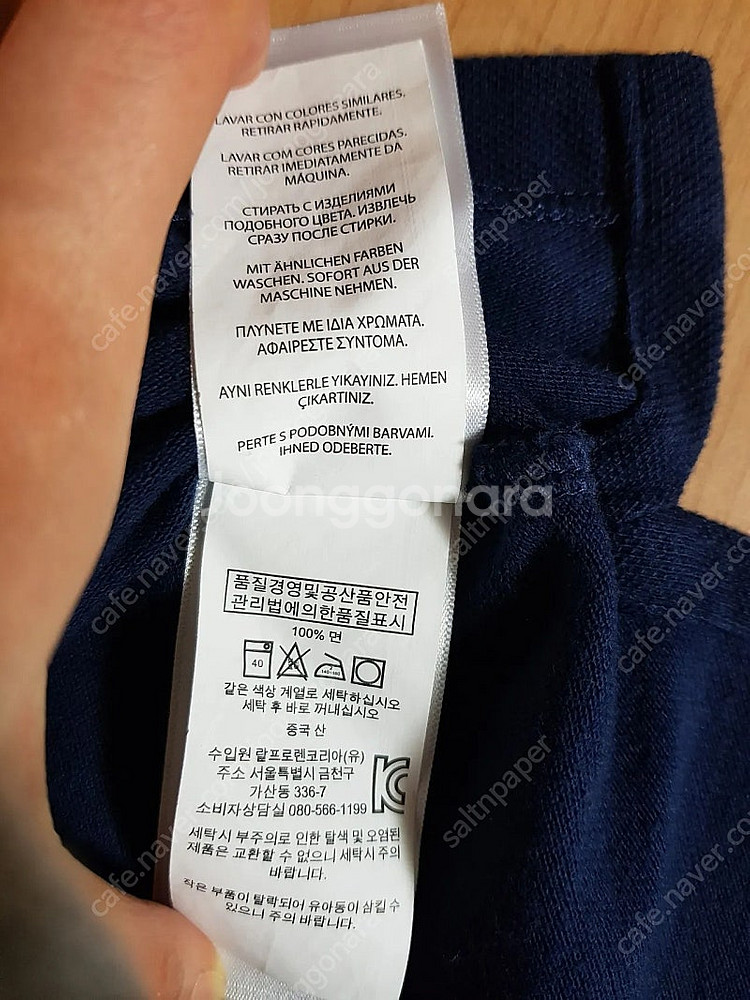 LAVAR CON COLORES SIMILARES.
RETIRAR RAPIDAMENTE.
LAVAR COM CORES PARECIDAS.
RETIRAR IMEDIATAMENTE DA
MÁQUINA.
СТИРАТЬ С ИЗДЕЛИЯМИ
ПОДОБНОГО ЦВЕТА. ИЗВЛЕЧЬ
СРАЗУ ПОСЛЕ СТИРКИ.
MIT ÄHNLICHEN FARBEN
WASCHEN. SOFORT AUS DER
MASCHINE NEHMEN.
ΠΛΥΝΕΤΕ ΜΕ ΙΔΙΑ ΧΡΩΜΑΤΑ.
ΑΦΑΙΡΕΣΤΕ ΣΥΝΤΟΜΑ.
AYNI RENKLERLE YIKAYINIZ. HEMEN
ÇIKARTINIZ.
PERTE S PODOBNÝMI BARVAMI.
IHNED ODEBERTE.
Joonggonara
품질경영및공산품안전
관리법에의한품질표시
100% 면
40
140~160
같은 색상 계열로 세탁하십시오
세탁 후 바로 꺼내십시오
중국 산
수입원 랄프로렌코리아(유)
주소 서울특별시 금천구
가산동 336-7
소비자상담실 080-566-1199
세탁시 부주의로 인한 탈색 및 오염된
제품은 교환할 수 없으니 세탁시 주의
바랍니다.
작은 부품이 탈락되어 유아동이 삼킬 수
있으니 주의 바랍니다.
saltnpaper
cafe.naver.com/joonggonara